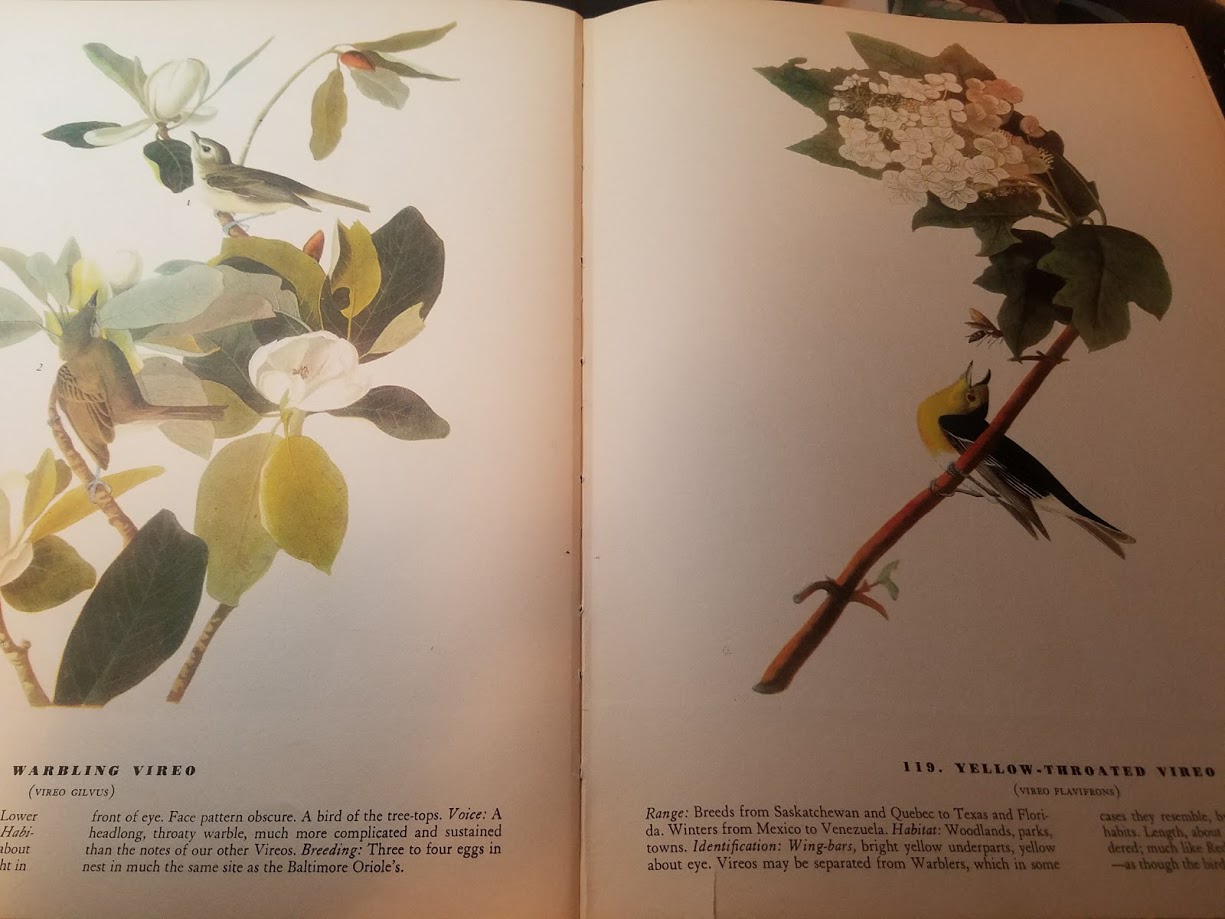 1
2
WARBLING VIREO
(VIREO GILVUS)
Lower
Habi-
about
ht in
front of eye. Face pattern obscure. A bird of the tree-tops. Voice: A
headlong, throaty warble, much more complicated and sustained
than the notes of our other Vireos. Breeding: Three to four eggs in
nest in much the same site as the Baltimore Oriole's.
119. YELLOW-THROATED VIREO
(VIREO FLAVIFRONS)
Range: Breeds from Saskatchewan and Quebec to Texas and Flori-
da. Winters from Mexico to Venezuela. Habitat: Woodlands, parks,
towns. Identification: Wing-bars, bright yellow underparts, yellow
about eye. Vireos may be separated from Warblers, which in some
cases they resemble, b
habits. Length, about
dered; much like Red
—as though the bird